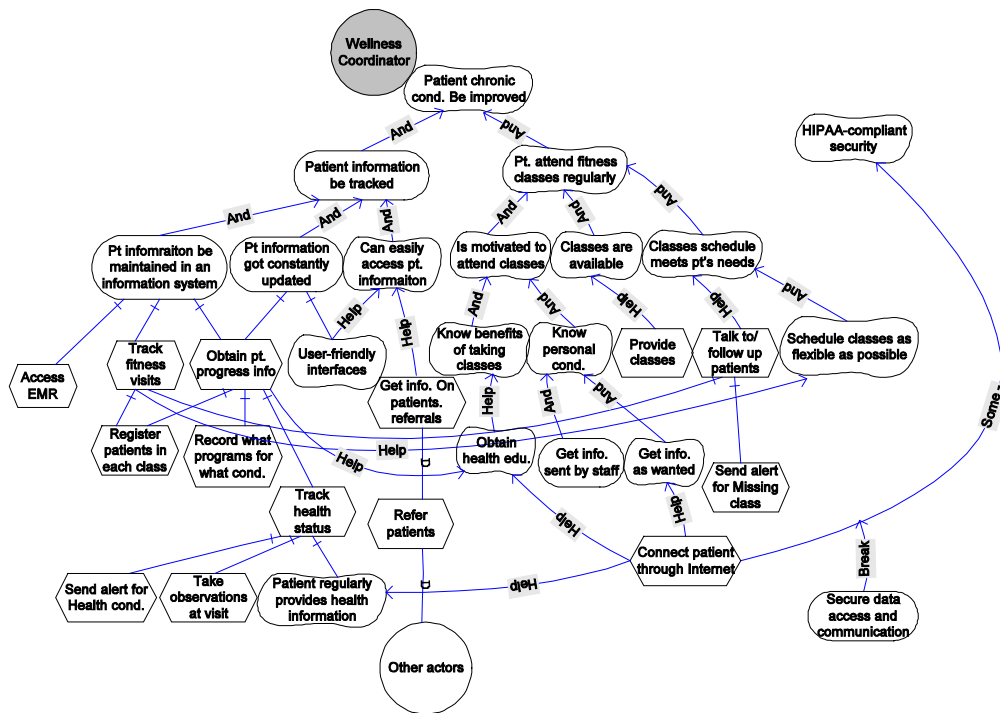 Wellness
Coordinator
Patient chronic
cond. Be improved
And
And
HIPAA-compliant
security
Patient information
be tracked
Pt. attend fitness
classes regularly
And
And
And
And
And
And
Pt infomraiton be
maintained in an
information system
Pt information
got constantly
updated
Can easily
access pt.
informaiton
Is motivated to
attend classes
Classes are
available
Classes schedule
meets pt's needs
Help
Help
And
And
Help
Help
And
Access
EMR
Track
fitness
visits
Obtain pt.
progress info
User-friendly
interfaces
Get info. On
patients.
referrals
Know benefits
of taking
classes
Know
personal
cond.
Provide
classes
Talk to/
follow up
patients
Schedule classes as
flexible as possible
Help
And
And
Some -
Register
patients in
each class
Record what
programs for
what cond.
Help
Help
D
Obtain
health edu.
Get info.
sent by staff
Get info.
as wanted
Send alert
for Missing
class
Track
health
status
Refer
patients
Help
Help
Connect patient
through Internet
Break
Send alert for
Health cond.
Take
observations
at visit
Patient regularly
provides health
information
D
Help
Secure data
access and
communication
Other actors